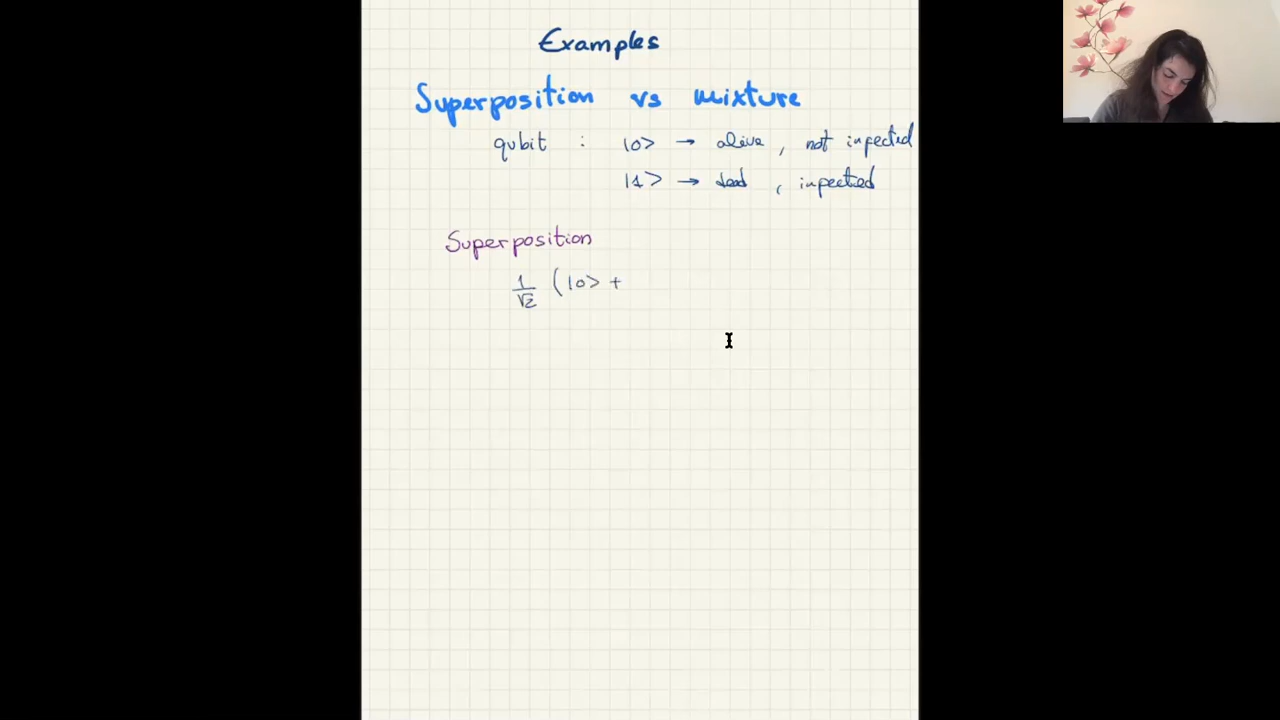 Examples
Superposition vs mixture
qubit : |0> → alive , not infected
|1> → dead , infected
Superposition
1/√2 (|0> +